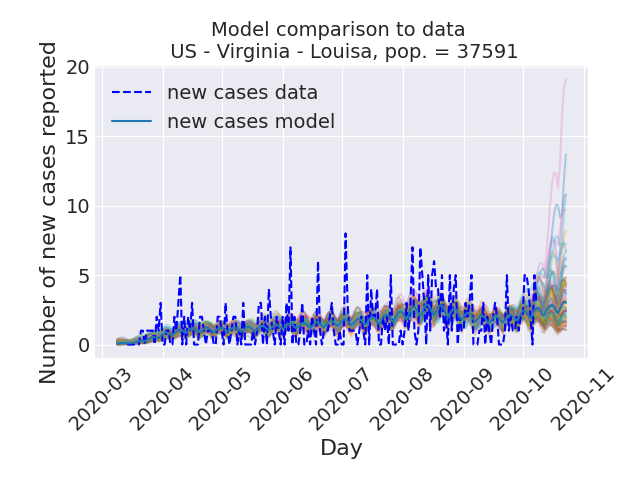 Model comparison to data
US - Virginia - Louisa, pop. = 37591
Number of new cases reported
20
15
10
5
0
new cases data
new cases model
2020-03
2020-04
2020-05
2020-06
2020-07
2020-08
2020-09
2020-10
2020-11
Day